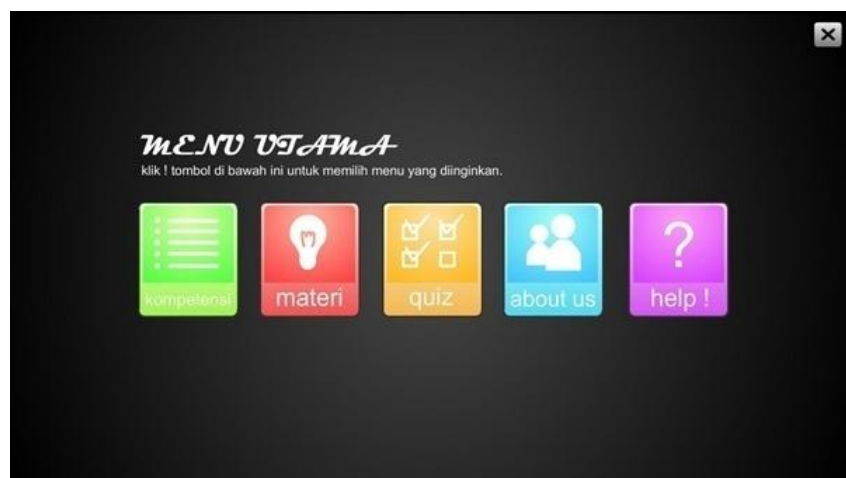 MENU UTAMA
klik ! tombol di bawah ini untuk memilih menu yang diinginkan.
kompetensi materi quiz about us help !